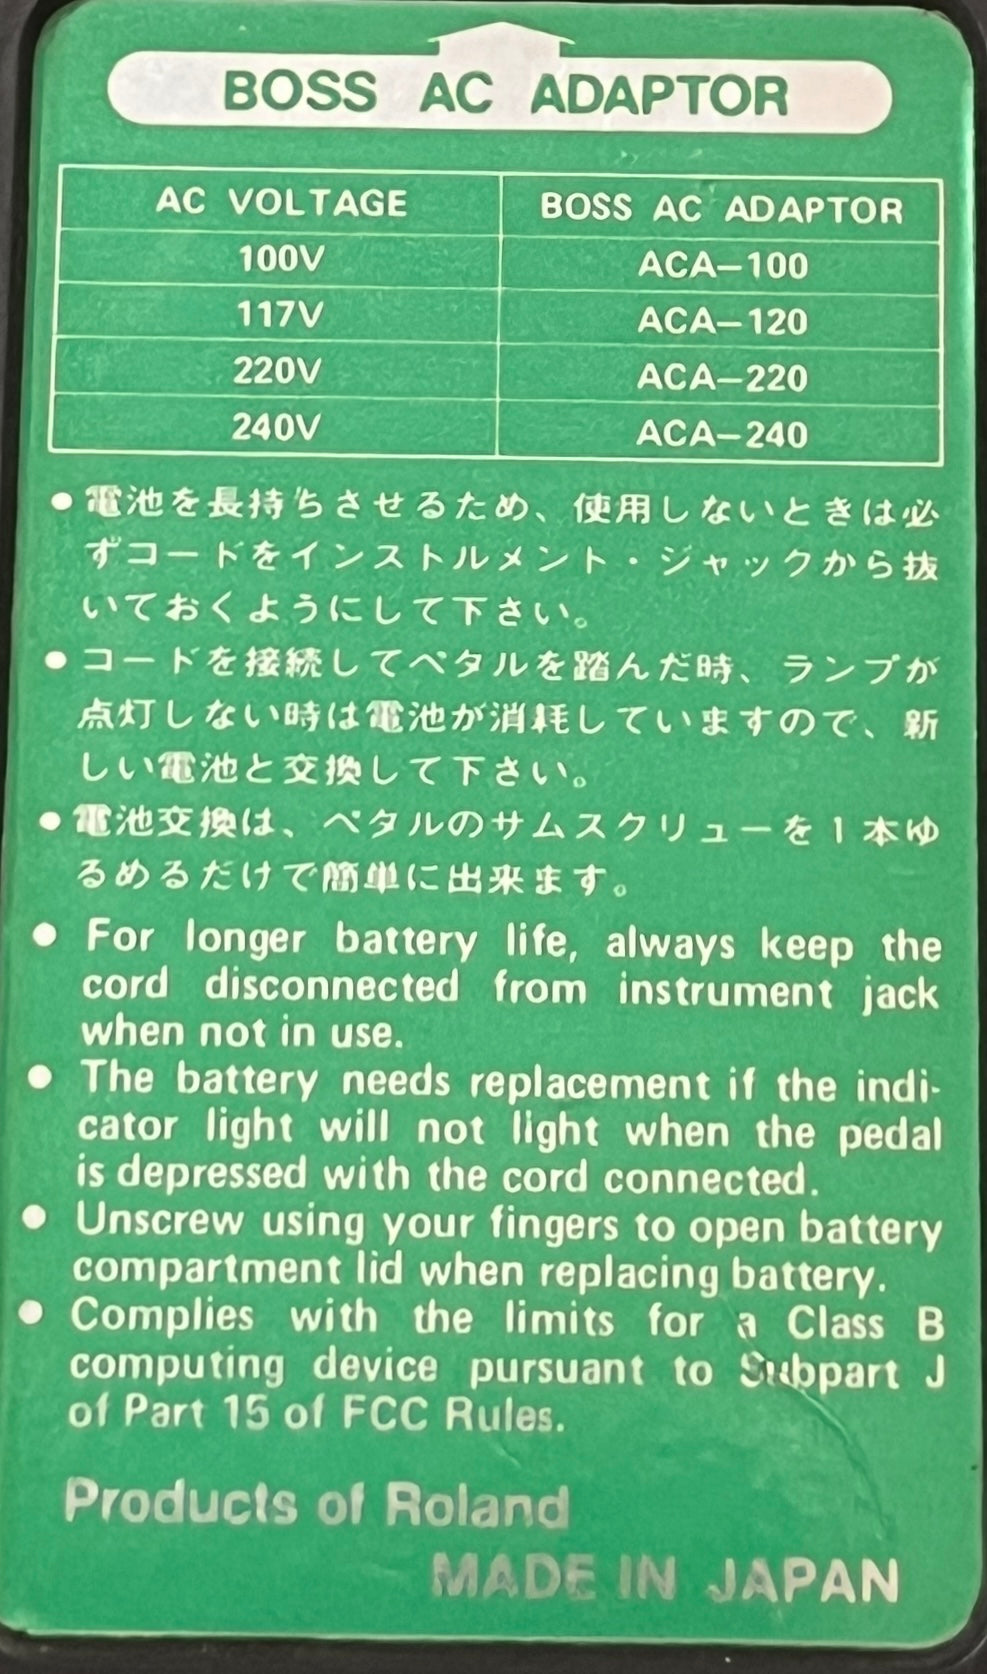 BOSS AC ADAPTOR
AC VOLTAGE BOSS AC ADAPTOR
100V ACA-100
117V ACA-120
220V ACA-220
240V ACA-240
●電池を長持ちさせるため、使用しないときは必
ずコードをインストルメント・ジャックから抜
いておくようにして下さい。
●コードを接続してペタルを踏んだ時、ランプが
点灯しない時は電池が消耗していますので、新
しい電池と交換して下さい。
●電池交換は、ペタルのサムスクリューを1本ゆ
るめるだけで簡単に出来ます。
● For longer battery life, always keep the
cord disconnected from instrument jack
when not in use.
● The battery needs replacement if the indi-
cator light will not light when the pedal
is depressed with the cord connected.
● Unscrew using your fingers to open battery
compartment lid when replacing battery.
● Complies with the limits for a Class B
computing device pursuant to Subpart J
of Part 15 of FCC Rules.
Products of Roland
MADE IN JAPAN